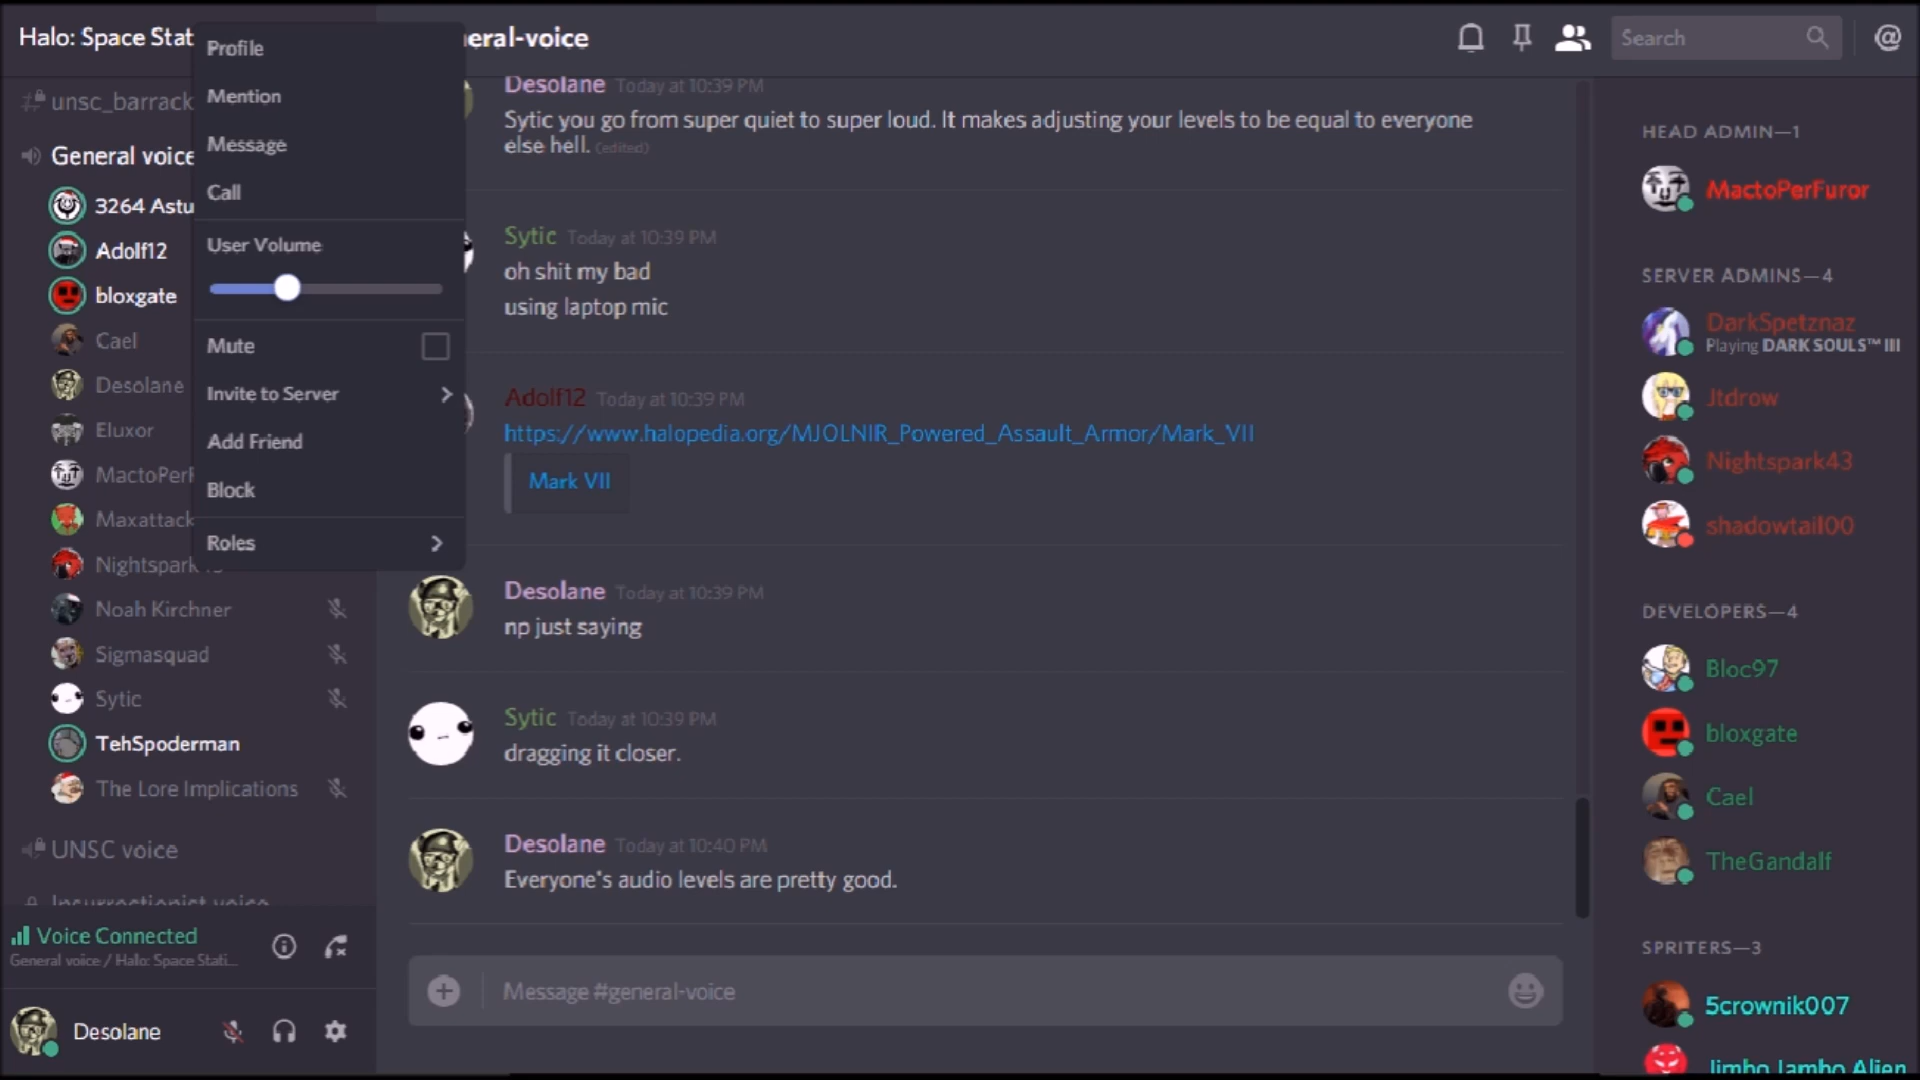 Halo: Space Stat
unsc_barrack
General voice
3264 Astu
Adolf12
bloxgate
Cael
Desolane
Eluxor
MactoPerF
Maxattack
Nightspark
Noah Kirchner
Sigmasquad
Sytic
TehSpoderman
The Lore Implications
UNSC voice
Insurrectionist voice
Voice Connected
General voice / Halo: Space Stati...
Desolane
Profile
Mention
Message
Call
User Volume
Mute
Invite to Server
Add Friend
Block
Roles
eral-voice
Search
Desolane Today at 10:39 PM
Sytic you go from super quiet to super loud. It makes adjusting your levels to be equal to everyone
else hell. (edited)
Sytic Today at 10:39 PM
oh shit my bad
using laptop mic
Adolf12 Today at 10:39 PM
https://www.halopedia.org/MJOLNIR_Powered_Assault_Armor/Mark_VII
Mark VII
Desolane Today at 10:39 PM
np just saying
Sytic Today at 10:39 PM
dragging it closer.
Desolane Today at 10:40 PM
Everyone's audio levels are pretty good.
Message #general-voice
HEAD ADMIN—1
MactoPerFuror
SERVER ADMINS—4
DarkSpetznaz
Playing DARK SOULS™ III
Jtdrow
Nightspark43
shadowtail00
DEVELOPERS—4
Bloc97
bloxgate
Cael
TheGandalf
SPRITERS—3
5crownik007
Jimbo Jambo Alien